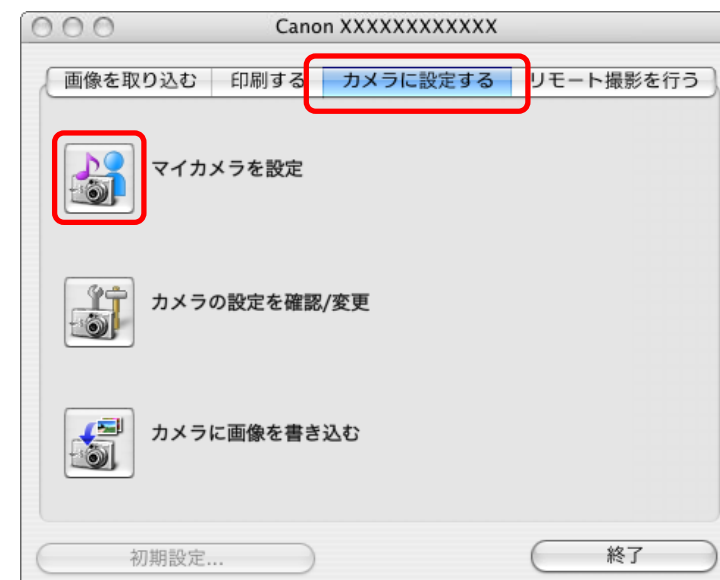 Canon XXXXXXXXXXXX
画像を取り込む 印刷する カメラに設定する リモート撮影を行う
マイカメラを設定
カメラの設定を確認/変更
カメラに画像を書き込む
初期設定... 終了